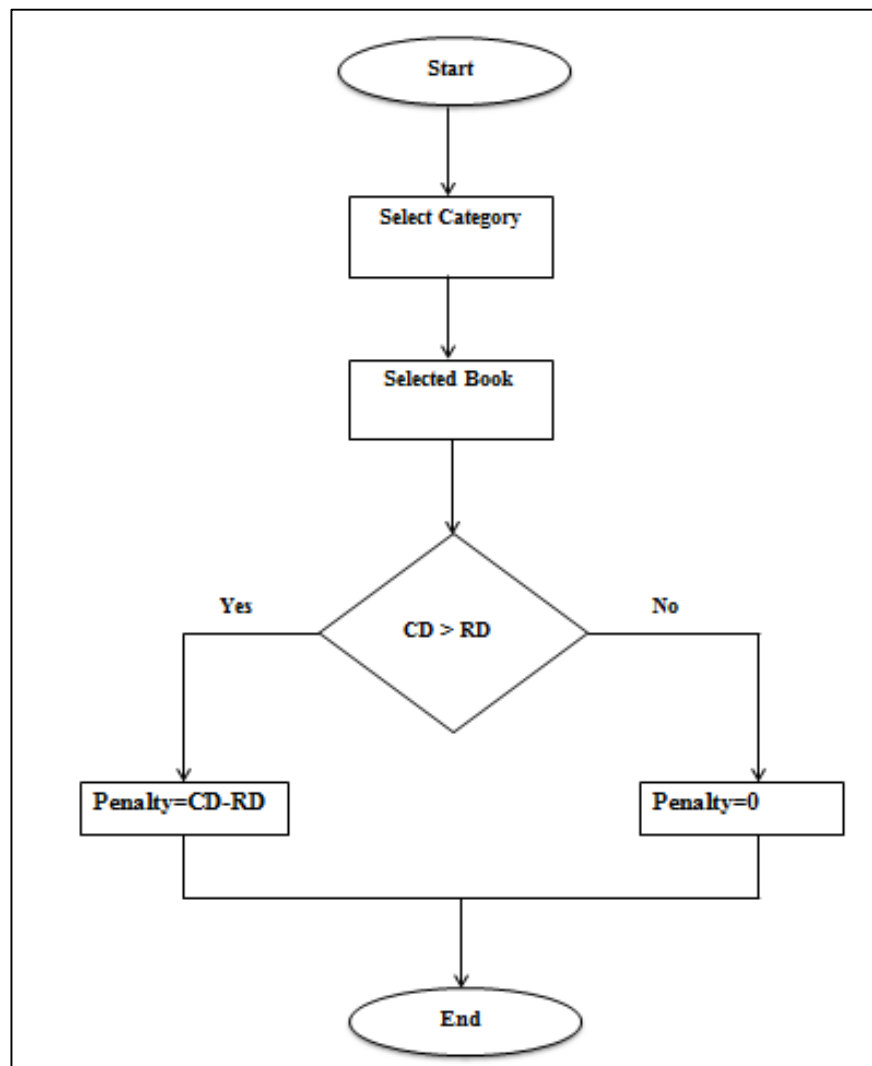 Start
Select Category
Selected Book
CD > RD
Yes
No
Penalty=CD-RD
Penalty=0
End